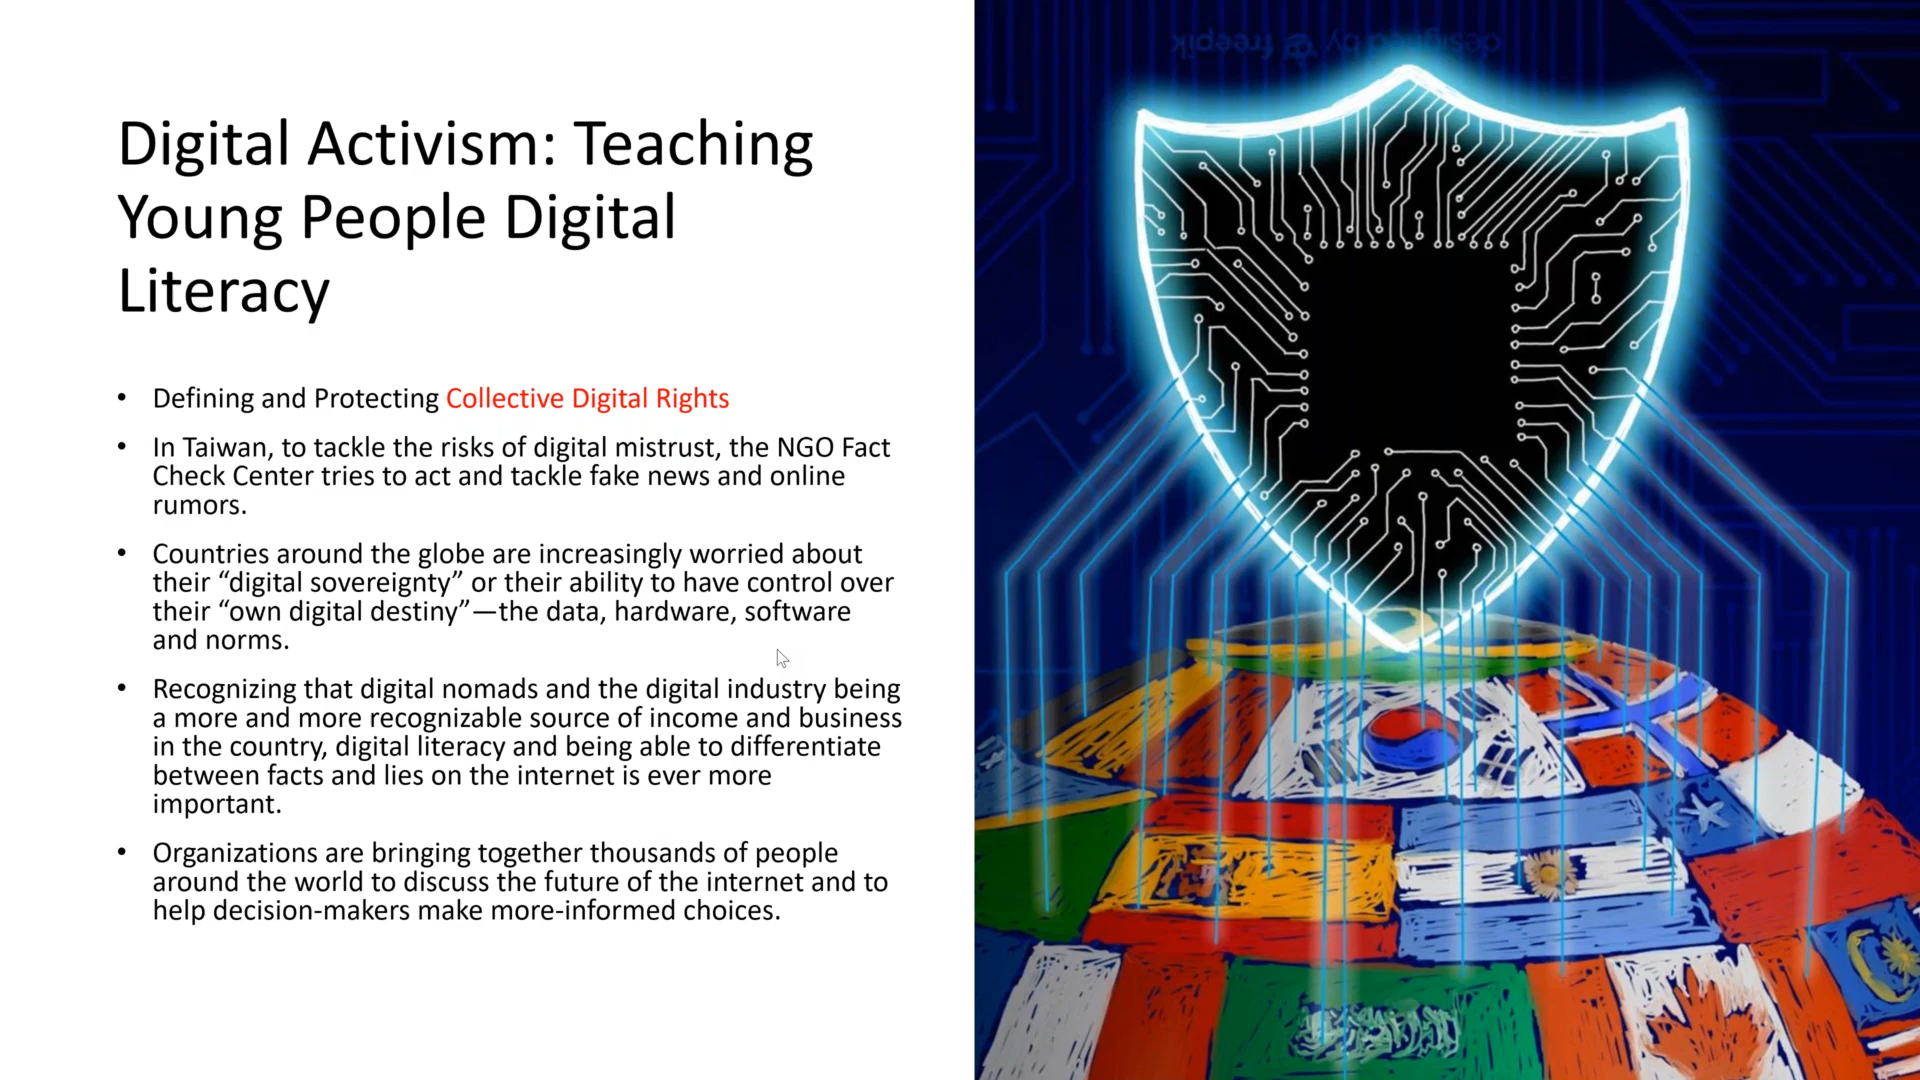 designed by @ freepik
Digital Activism: Teaching
Young People Digital
Literacy
• Defining and Protecting Collective Digital Rights
• In Taiwan, to tackle the risks of digital mistrust, the NGO Fact
Check Center tries to act and tackle fake news and online
rumors.
• Countries around the globe are increasingly worried about
their “digital sovereignty” or their ability to have control over
their “own digital destiny”—the data, hardware, software
and norms.
• Recognizing that digital nomads and the digital industry being
a more and more recognizable source of income and business
in the country, digital literacy and being able to differentiate
between facts and lies on the internet is ever more
important.
• Organizations are bringing together thousands of people
around the world to discuss the future of the internet and to
help decision-makers make more-informed choices.